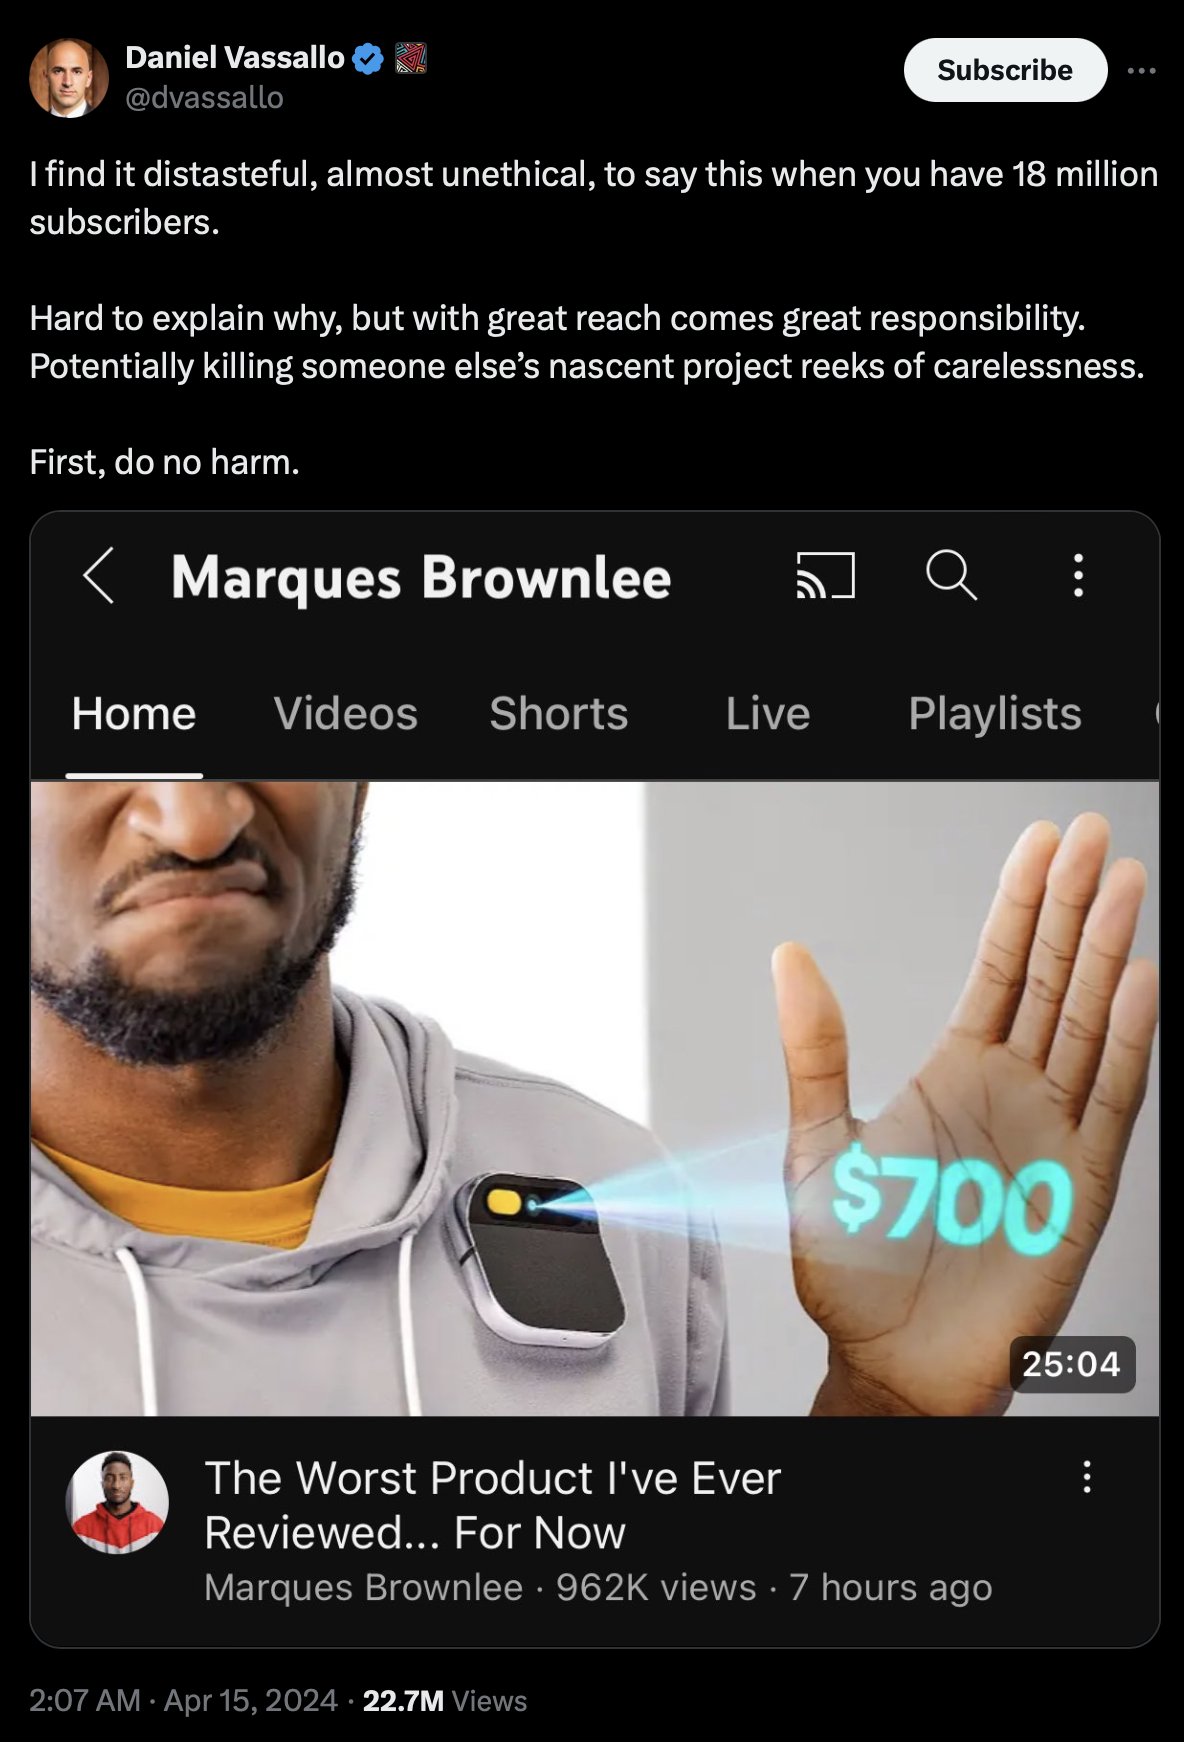 Daniel Vassallo
@dvassallo
Subscribe
I find it distasteful, almost unethical, to say this when you have 18 million
subscribers.
Hard to explain why, but with great reach comes great responsibility.
Potentially killing someone else’s nascent project reeks of carelessness.
First, do no harm.
Marques Brownlee
Home Videos Shorts Live Playlists
$700
25:04
The Worst Product I've Ever
Reviewed... For Now
Marques Brownlee · 962K views · 7 hours ago
2:07 AM · Apr 15, 2024 · 22.7M Views